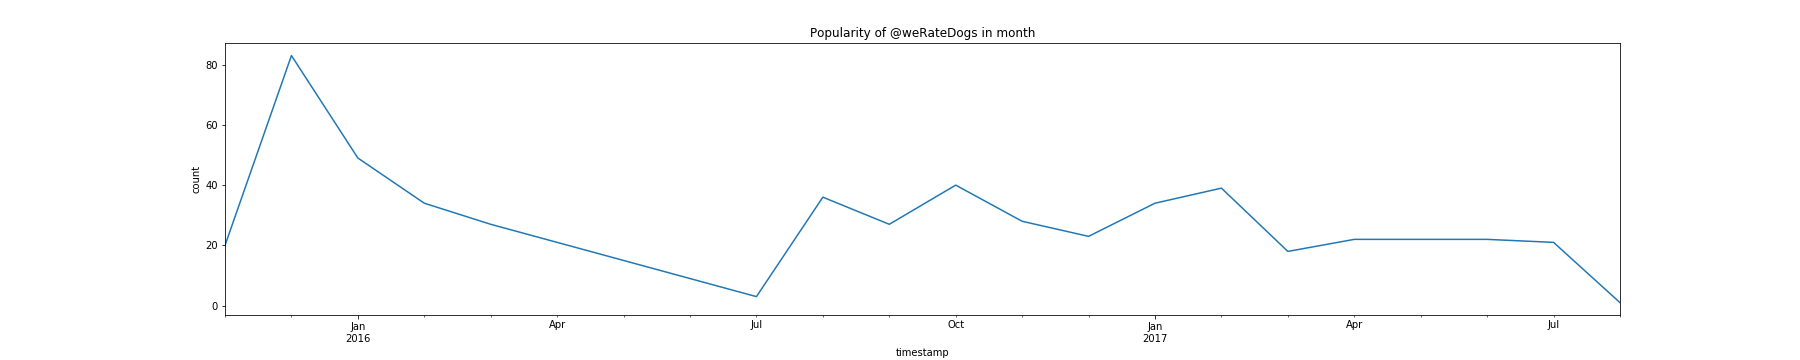 Popularity of @weRateDogs in month
80
60
40
20
0
count
Jan
2016
Apr
Jul
Oct
Jan
2017
Apr
Jul
timestamp